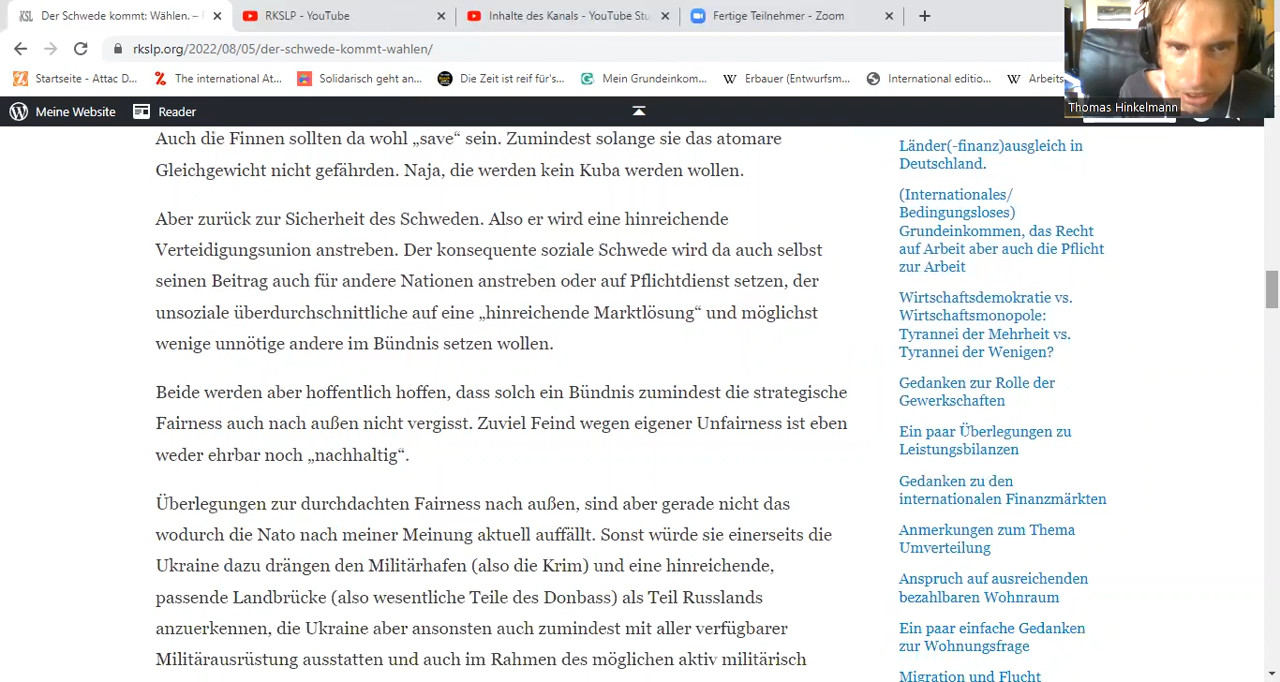 Der Schwede kommt: Wählen. –
RKSLP - YouTube
Inhalte des Kanals - YouTube Stu
Fertige Teilnehmer - Zoom
rkslp.org/2022/08/05/der-schwede-kommt-wahlen/
Startseite - Attac D...
The international At...
Solidarisch geht an...
Die Zeit ist reif für's...
Mein Grundeinkom...
Erbauer (Entwurfsm...
International editio...
Arbeits
Thomas Hinkelmann
Meine Website
Reader
Auch die Finnen sollten da wohl „save“ sein. Zumindest solange sie das atomare
Gleichgewicht nicht gefährden. Naja, die werden kein Kuba werden wollen.
Aber zurück zur Sicherheit des Schweden. Also er wird eine hinreichende
Verteidigungsunion anstreben. Der konsequente soziale Schwede wird da auch selbst
seinen Beitrag auch für andere Nationen anstreben oder auf Pflichtdienst setzen, der
unsoziale überdurchschnittliche auf eine „hinreichende Marktlösung“ und möglichst
wenige unnötige andere im Bündnis setzen wollen.
Beide werden aber hoffentlich hoffen, dass solch ein Bündnis zumindest die strategische
Fairness auch nach außen nicht vergisst. Zuviel Feind wegen eigener Unfairness ist eben
weder ehrbar noch „nachhaltig“.
Überlegungen zur durchdachten Fairness nach außen, sind aber gerade nicht das
wodurch die Nato nach meiner Meinung aktuell auffällt. Sonst würde sie einerseits die
Ukraine dazu drängen den Militärhafen (also die Krim) und eine hinreichende,
passende Landbrücke (also wesentliche Teile des Donbass) als Teil Russlands
anzuerkennen, die Ukraine aber ansonsten auch zumindest mit aller verfügbarer
Militärausrüstung ausstatten und auch im Rahmen des möglichen aktiv militärisch
Länder(-finanz)ausgleich in
Deutschland.
(Internationales/
Bedingungsloses)
Grundeinkommen, das Recht
auf Arbeit aber auch die Pflicht
zur Arbeit
Wirtschaftsdemokratie vs.
Wirtschaftsmonopole:
Tyrannei der Mehrheit vs.
Tyrannei der Wenigen?
Gedanken zur Rolle der
Gewerkschaften
Ein paar Überlegungen zu
Leistungsbilanzen
Gedanken zu den
internationalen Finanzmärkten
Anmerkungen zum Thema
Umverteilung
Anspruch auf ausreichenden
bezahlbaren Wohnraum
Ein paar einfache Gedanken
zur Wohnungsfrage
Migration und Flucht